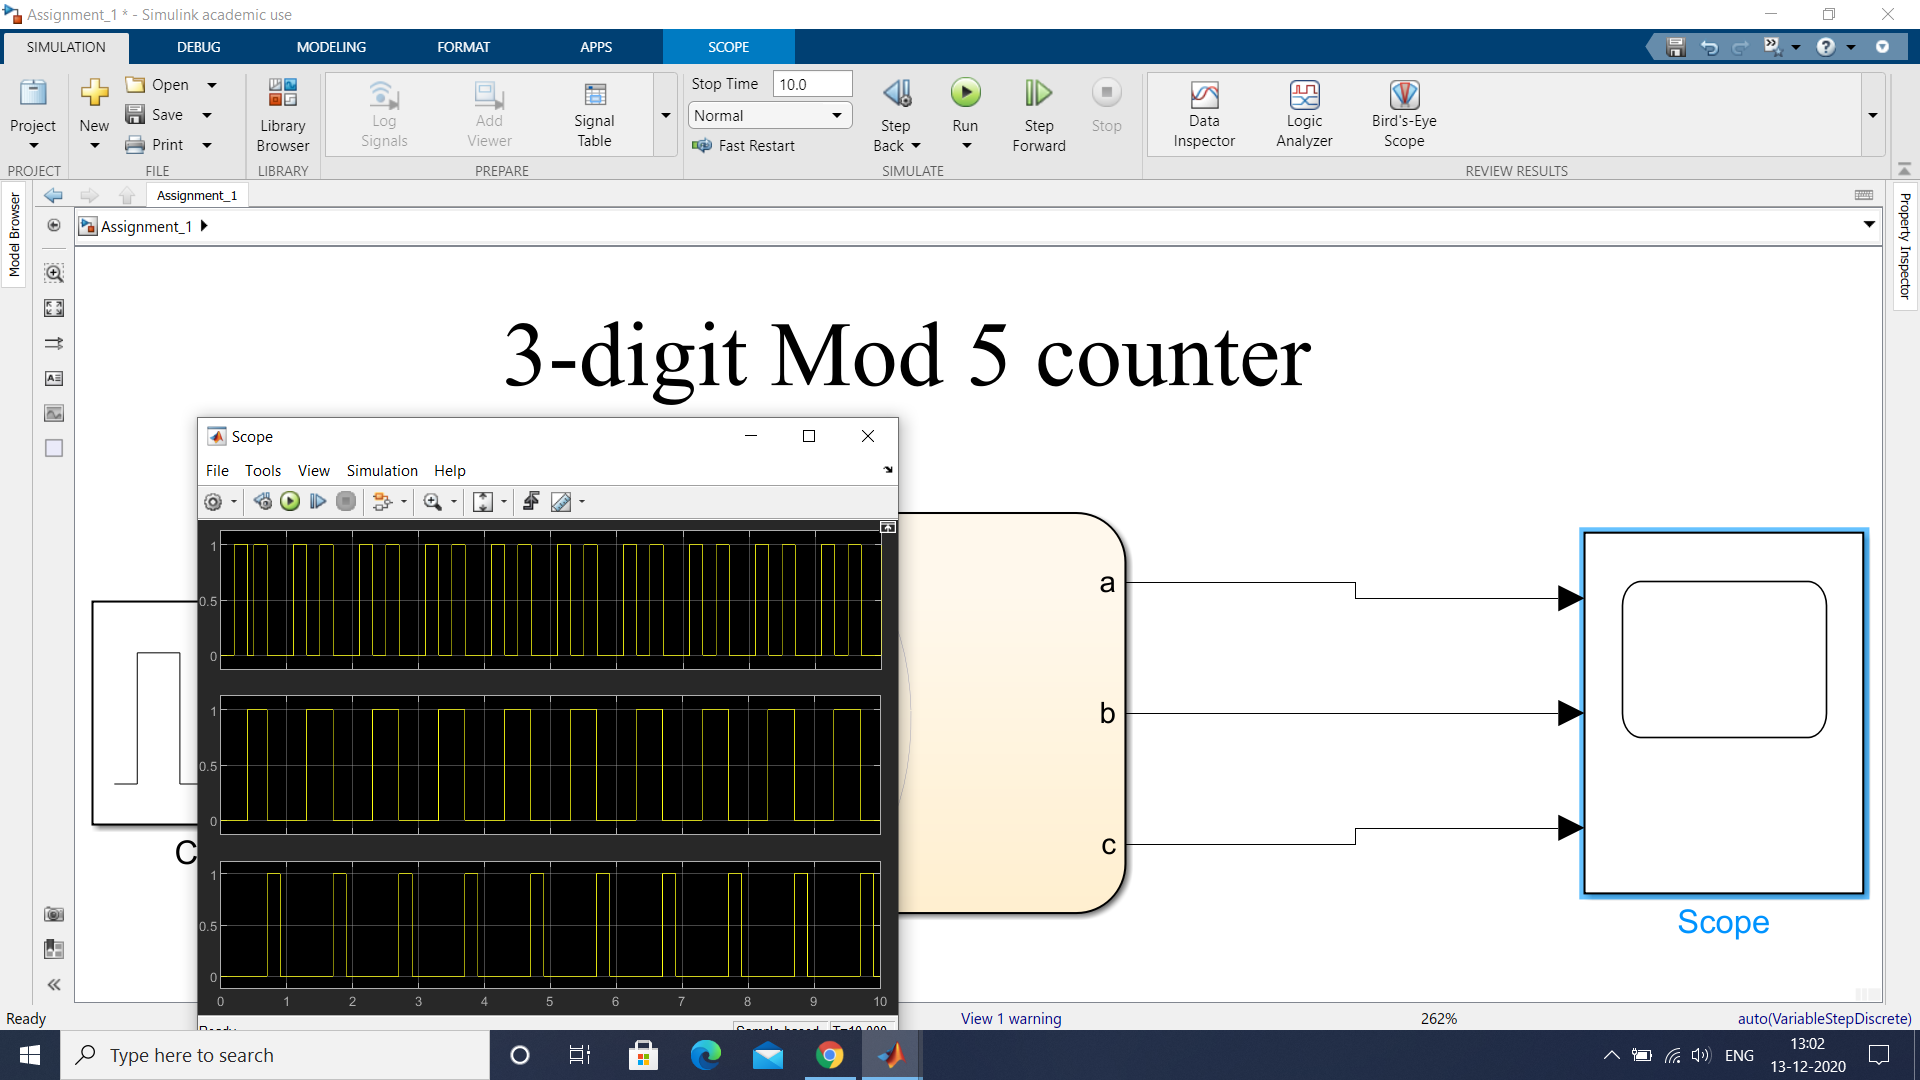 Assignment_1 * - Simulink academic use
SIMULATION DEBUG MODELING FORMAT APPS SCOPE
Project
PROJECT
New
Open
Save
Print
FILE
Library Browser
LIBRARY
Log Signals
Add Viewer
Signal Table
PREPARE
Stop Time 10.0
Normal
Fast Restart
Step Back
Run
Step Forward
Stop
SIMULATE
Data Inspector
Logic Analyzer
Bird's-Eye Scope
REVIEW RESULTS
Model Browser
Assignment_1
Assignment_1
Property Inspector
3-digit Mod 5 counter
Scope
File Tools View Simulation Help
1
0.5
0
1
0.5
0
1
0.5
0
0 1 2 3 4 5 6 7 8 9 10
C
a
b
c
Scope
Ready
View 1 warning
262%
auto(VariableStepDiscrete)
Type here to search
ENG
13:02
13-12-2020